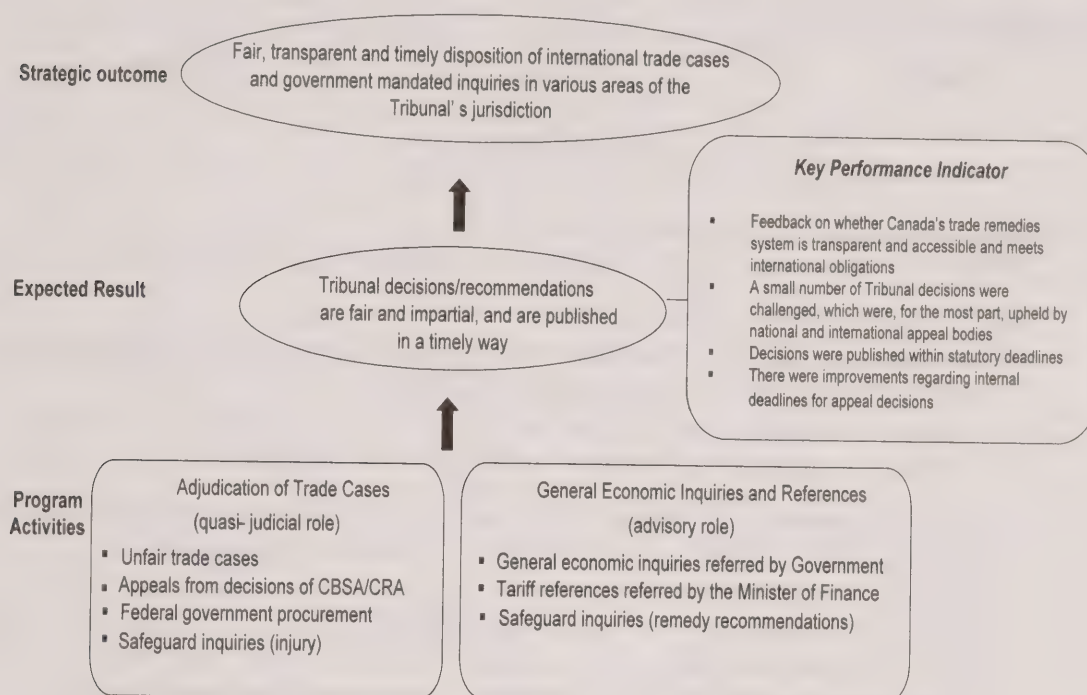 Strategic outcome
Fair, transparent and timely disposition of international trade cases
and government mandated inquiries in various areas of the
Tribunal' s jurisdiction
Key Performance Indicator
▪ Feedback on whether Canada's trade remedies
system is transparent and accessible and meets
international obligations
▪ A small number of Tribunal decisions were
challenged, which were, for the most part, upheld by
national and international appeal bodies
▪ Decisions were published within statutory deadlines
▪ There were improvements regarding internal
deadlines for appeal decisions
Expected Result
Tribunal decisions/recommendations
are fair and impartial, and are published
in a timely way
Program
Activities
Adjudication of Trade Cases
(quasi-judicial role)
▪ Unfair trade cases
▪ Appeals from decisions of CBSA/CRA
▪ Federal government procurement
▪ Safeguard inquiries (injury)
General Economic Inquiries and References
(advisory role)
▪ General economic inquiries referred by Government
▪ Tariff references referred by the Minister of Finance
▪ Safeguard inquiries (remedy recommendations)